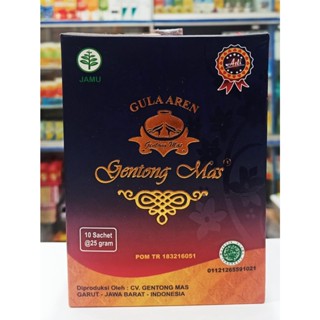 JAMU
Asli
GULA AREN
Gentong Mas
Gentong Mas
10 Sachet
@25 gram
POM TR 183216051
Diproduksi Oleh : CV. GENTONG MAS
GARUT - JAWA BARAT - INDONESIA